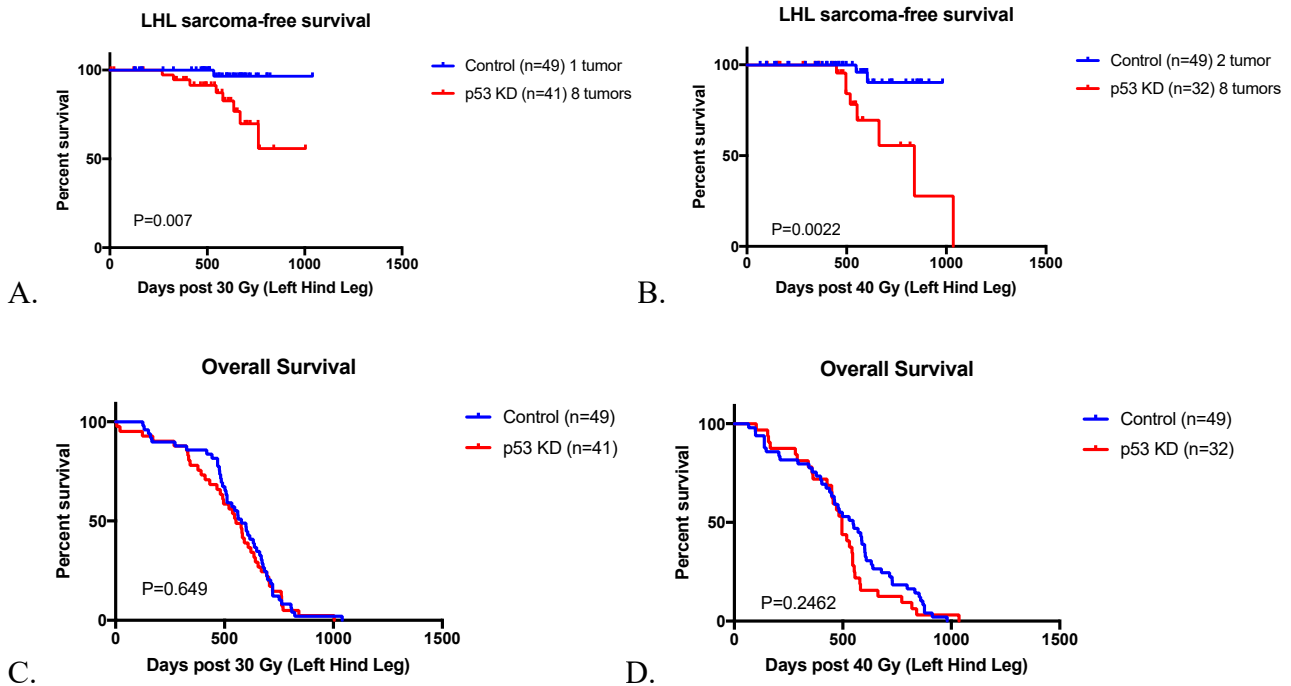 LHL sarcoma-free survival
100
50
0
0
500
1000
1500
Percent survival
Days post 30 Gy (Left Hind Leg)
P=0.007
Control (n=49) 1 tumor
p53 KD (n=41) 8 tumors
A.
LHL sarcoma-free survival
100
50
0
0
500
1000
1500
Percent survival
Days post 40 Gy (Left Hind Leg)
P=0.0022
Control (n=49) 2 tumor
p53 KD (n=32) 8 tumors
B.
Overall Survival
100
50
0
0
500
1000
1500
Percent survival
Days post 30 Gy (Left Hind Leg)
P=0.649
Control (n=49)
p53 KD (n=41)
C.
Overall Survival
100
50
0
0
500
1000
1500
Percent survival
Days post 40 Gy (Left Hind Leg)
P=0.2462
Control (n=49)
p53 KD (n=32)
D.